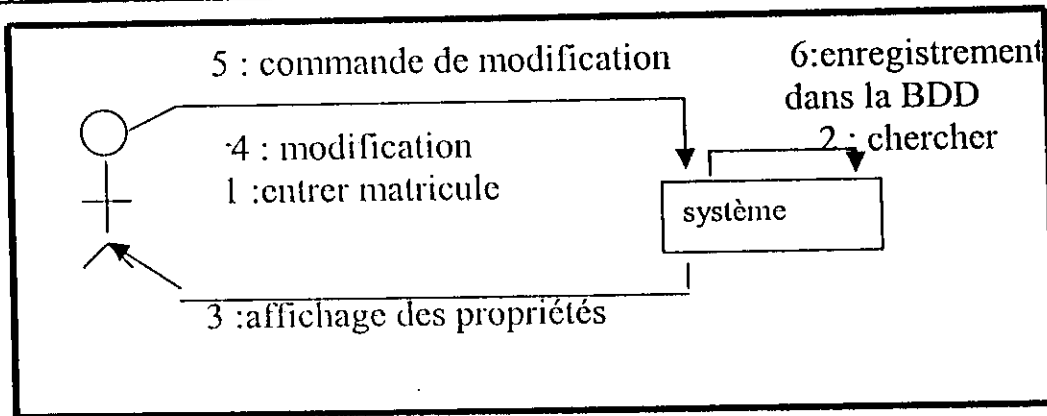 5 : commande de modification
6:enregistrement
dans la BDD
2 : chercher
4 : modification
1 :entrer matricule
système
3 :affichage des propriétés